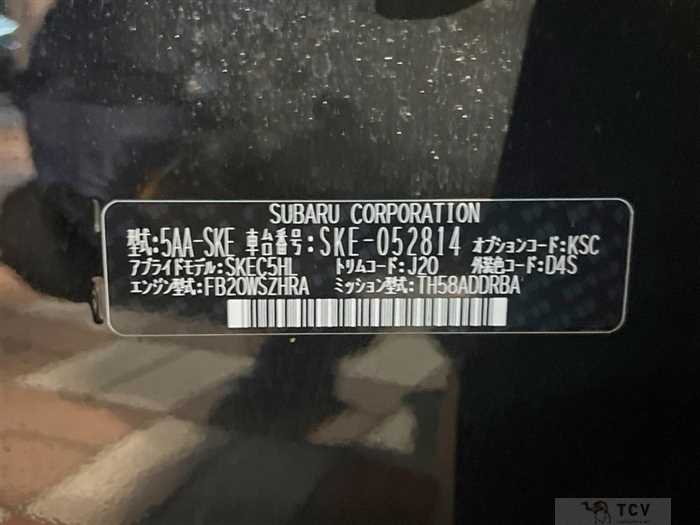 SUBARU CORPORATION
型式:5AA-SKE 車台番号:SKE-052814 オプションコード:KSC
アプライドモデル:SKEC5HL トリムコード:J20 外装色コード:D4S
エンジン型式:FB20WSZHRA ミッション型式:TH58ADDRBA
TCV